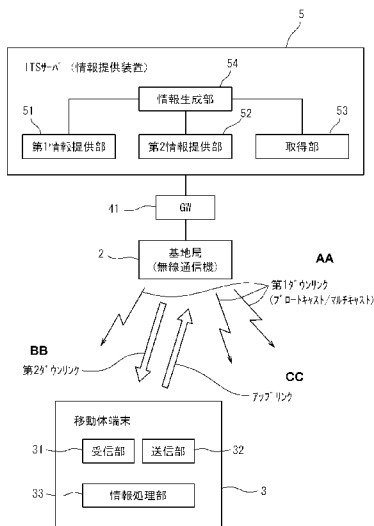 5
ITSサーバ（情報提供装置）
54
情報生成部
51
52
53
第1情報提供部
第2情報提供部
取得部
41
GW
2
基地局
(無線通信機)
AA
第1ダウンリンク
(ブロードキャスト/マルチキャスト)
BB
第2ダウンリンク
CC
アップリンク
移動体端末
31
受信部
送信部
32
33
情報処理部
3